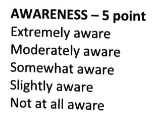 AWARENESS – 5 point
Extremely aware
Moderately aware
Somewhat aware
Slightly aware
Not at all aware